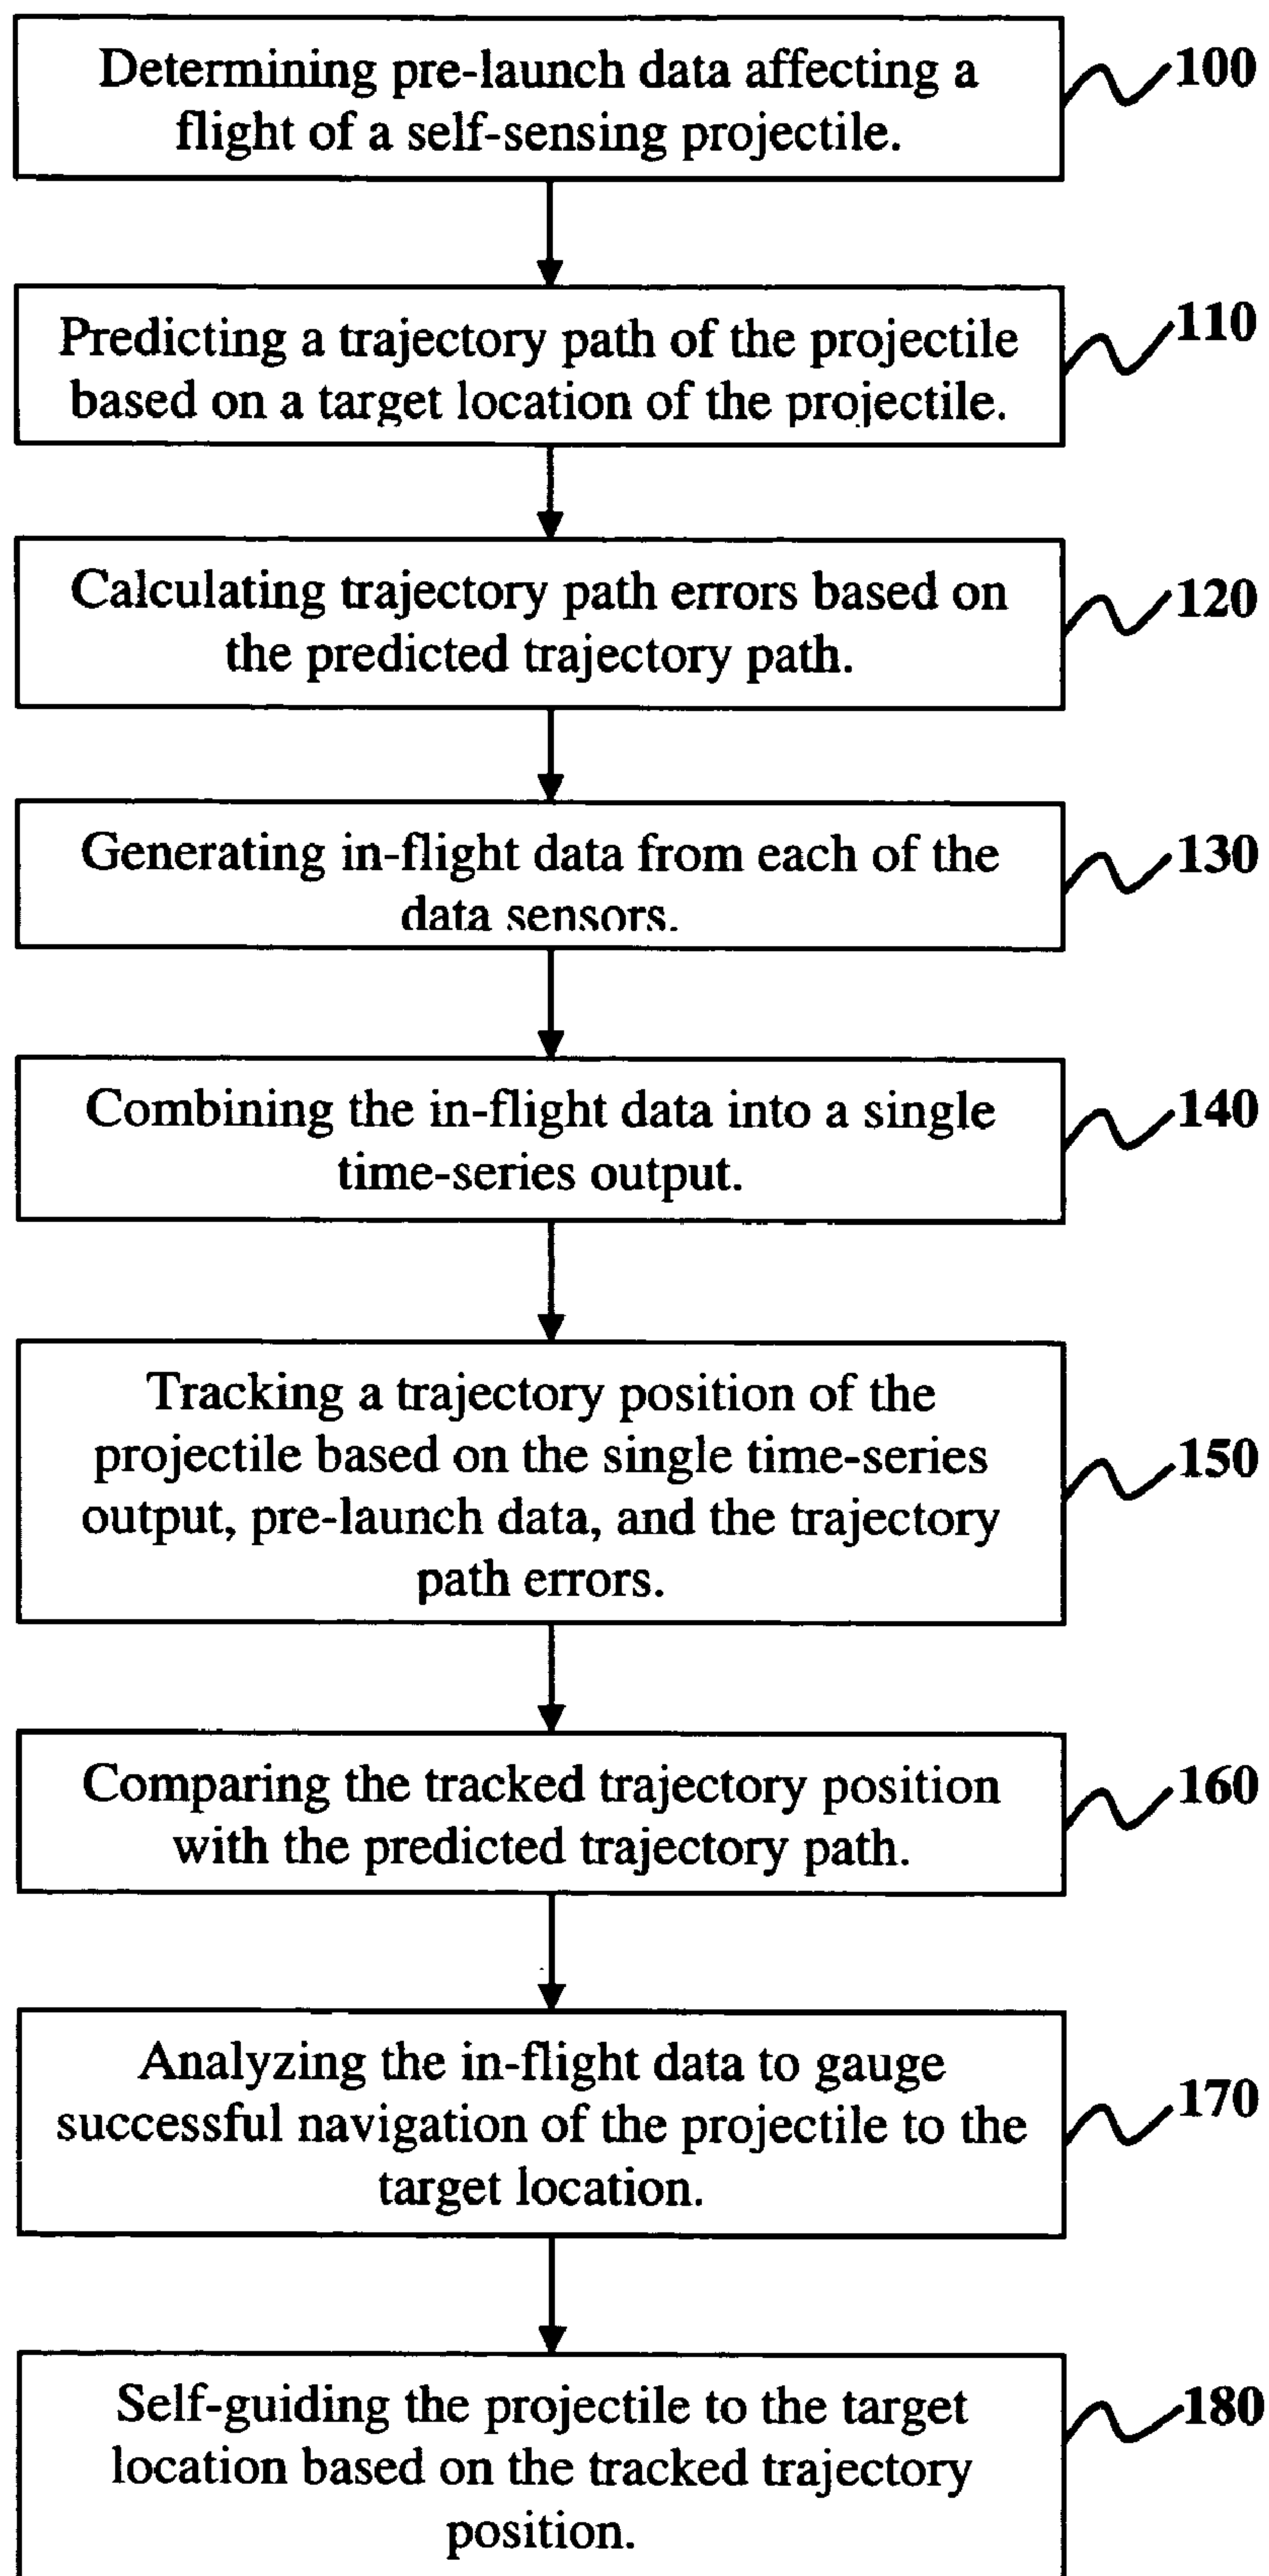 Determining pre-launch data affecting a
flight of a self-sensing projectile.
100
Predicting a trajectory path of the projectile
based on a target location of the projectile.
110
Calculating trajectory path errors based on
the predicted trajectory path.
120
Generating in-flight data from each of the
data sensors.
130
Combining the in-flight data into a single
time-series output.
140
Tracking a trajectory position of the
projectile based on the single time-series
output, pre-launch data, and the trajectory
path errors.
150
Comparing the tracked trajectory position
with the predicted trajectory path.
160
Analyzing the in-flight data to gauge
successful navigation of the projectile to the
target location.
170
Self-guiding the projectile to the target
location based on the tracked trajectory
position.
180